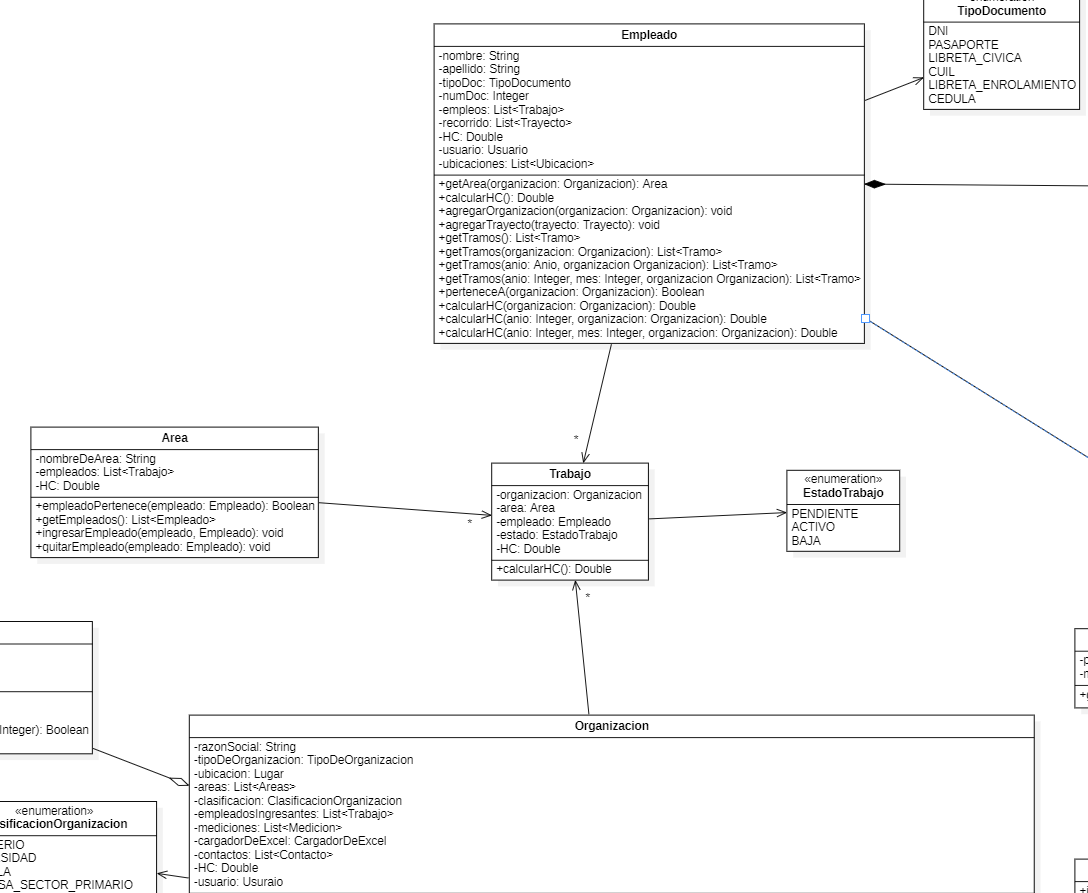 TipoDocumento
DNI
PASAPORTE
LIBRETA_CIVICA
CUIL
LIBRETA_ENROLAMIENTO
CEDULA
Empleado
-nombre: String
-apellido: String
-tipoDoc: TipoDocumento
-numDoc: Integer
-empleos: List<Trabajo>
-recorrido: List<Trayecto>
-HC: Double
-usuario: Usuario
-ubicaciones: List<Ubicacion>
+getArea(organizacion: Organizacion): Area
+calcularHC(): Double
+agregarOrganizacion(organizacion: Organizacion): void
+agregarTrayecto(trayecto: Trayecto): void
+getTramos(): List<Tramo>
+getTramos(organizacion: Organizacion): List<Tramo>
+getTramos(anio: Anio, organizacion Organizacion): List<Tramo>
+getTramos(anio: Integer, mes: Integer, organizacion Organizacion): List<Tramo>
+perteneceA(organizacion: Organizacion): Boolean
+calcularHC(organizacion: Organizacion): Double
+calcularHC(anio: Integer, organizacion: Organizacion): Double
+calcularHC(anio: Integer, mes: Integer, organizacion: Organizacion): Double
*
Area
-nombreDeArea: String
-empleados: List<Trabajo>
-HC: Double
+empleadoPertenece(empleado: Empleado): Boolean
+getEmpleados(): List<Empleado>
+ingresarEmpleado(empleado, Empleado): void
+quitarEmpleado(empleado: Empleado): void
*
Trabajo
-organizacion: Organizacion
-area: Area
-empleado: Empleado
-estado: EstadoTrabajo
-HC: Double
+calcularHC(): Double
*
«enumeration»
EstadoTrabajo
PENDIENTE
ACTIVO
BAJA
Integer): Boolean
Organizacion
-razonSocial: String
-tipoDeOrganizacion: TipoDeOrganizacion
-ubicacion: Lugar
-areas: List<Areas>
-clasificacion: ClasificacionOrganizacion
-empleadosIngresantes: List<Trabajo>
-mediciones: List<Medicion>
-cargadorDeExcel: CargadorDeExcel
-contactos: List<Contacto>
-HC: Double
-usuario: Usuraio
«enumeration»
sificacionOrganizacion
ERIO
SIDAD
LA
SA_SECTOR_PRIMARIO